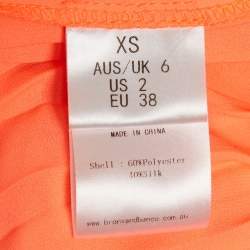 XS
AUS/UK 6
US 2
EU 38
MADE IN CHINA
Shell : 60%Polyester
40%Silk
www.bronxandbanco.com.au